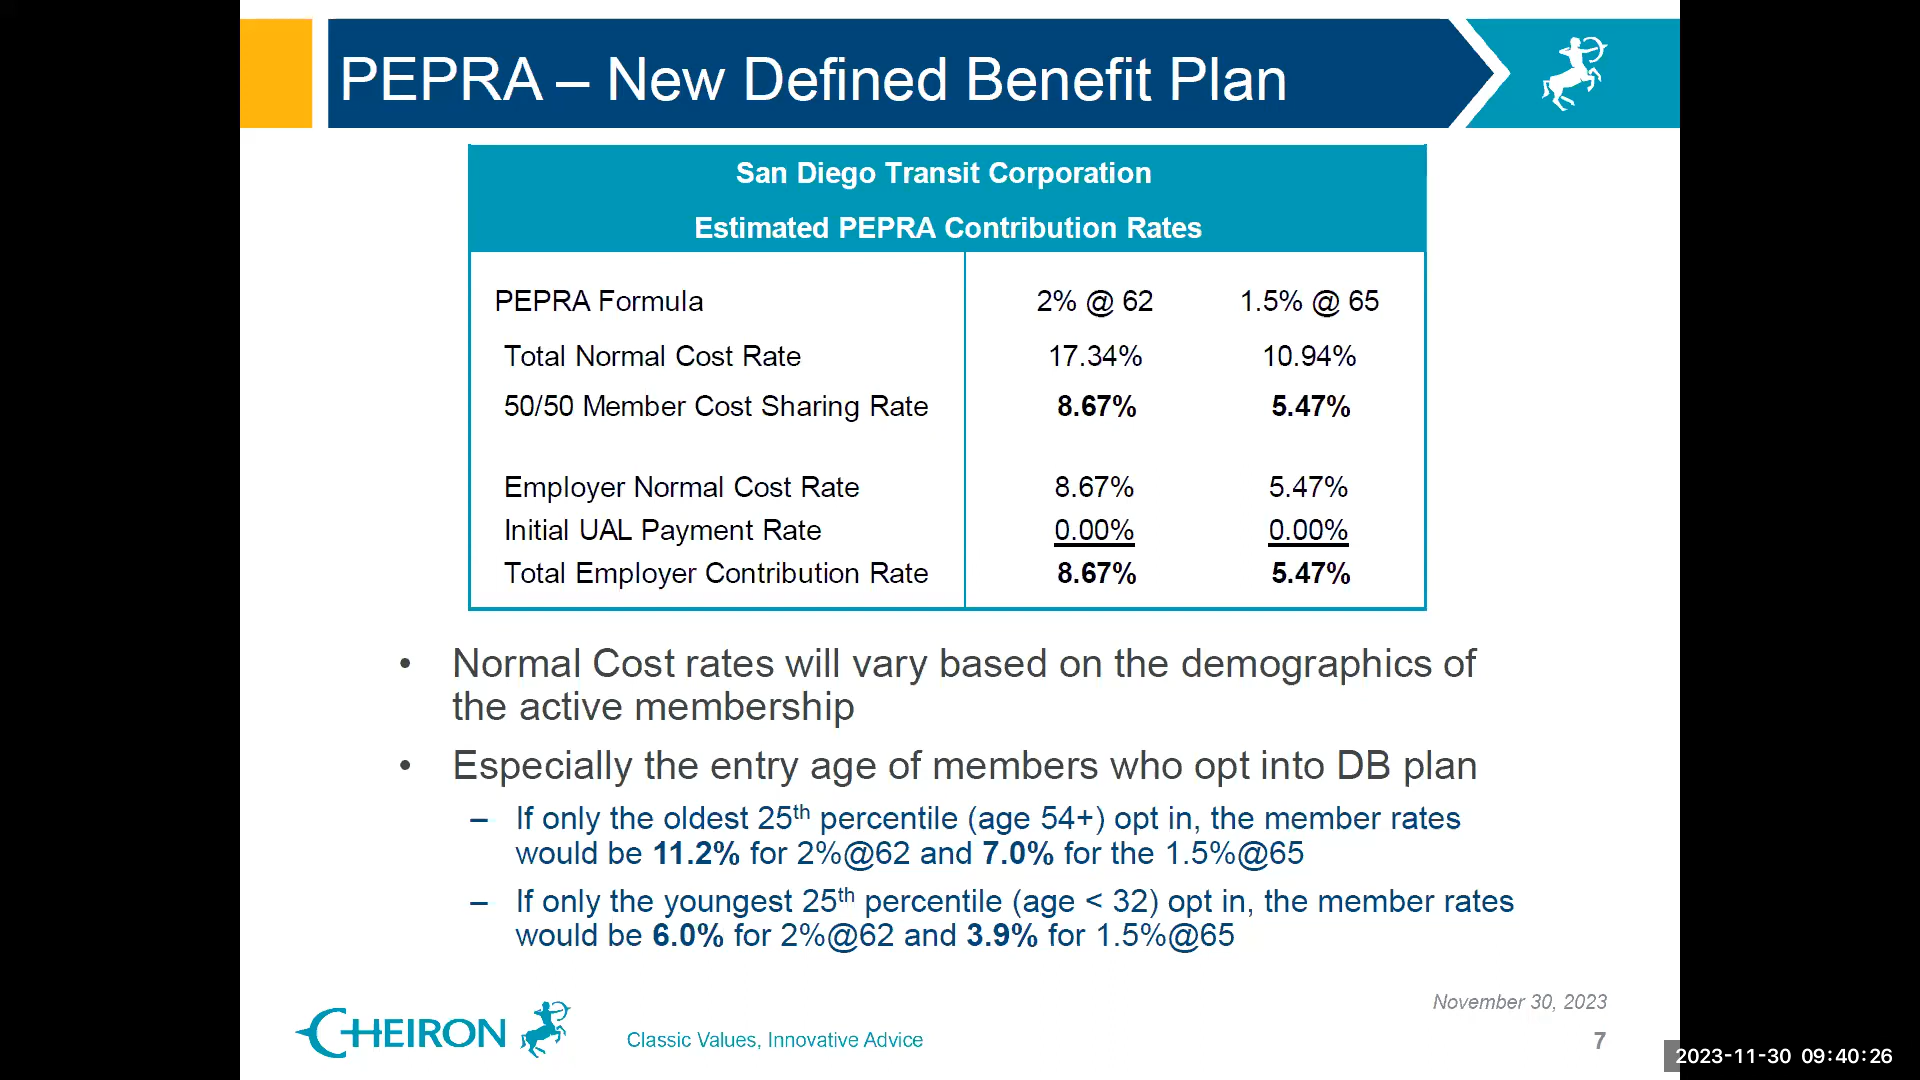 PEPRA – New Defined Benefit Plan
San Diego Transit Corporation
Estimated PEPRA Contribution Rates
PEPRA Formula 2% @ 62 1.5% @ 65
Total Normal Cost Rate 17.34% 10.94%
50/50 Member Cost Sharing Rate 8.67% 5.47%
Employer Normal Cost Rate 8.67% 5.47%
Initial UAL Payment Rate 0.00% 0.00%
Total Employer Contribution Rate 8.67% 5.47%
• Normal Cost rates will vary based on the demographics of
the active membership
• Especially the entry age of members who opt into DB plan
– If only the oldest 25th percentile (age 54+) opt in, the member rates
would be 11.2% for 2%@62 and 7.0% for the 1.5%@65
– If only the youngest 25th percentile (age < 32) opt in, the member rates
would be 6.0% for 2%@62 and 3.9% for 1.5%@65
November 30, 2023
CHEIRON Classic Values, Innovative Advice
7
2023-11-30 09:40:26